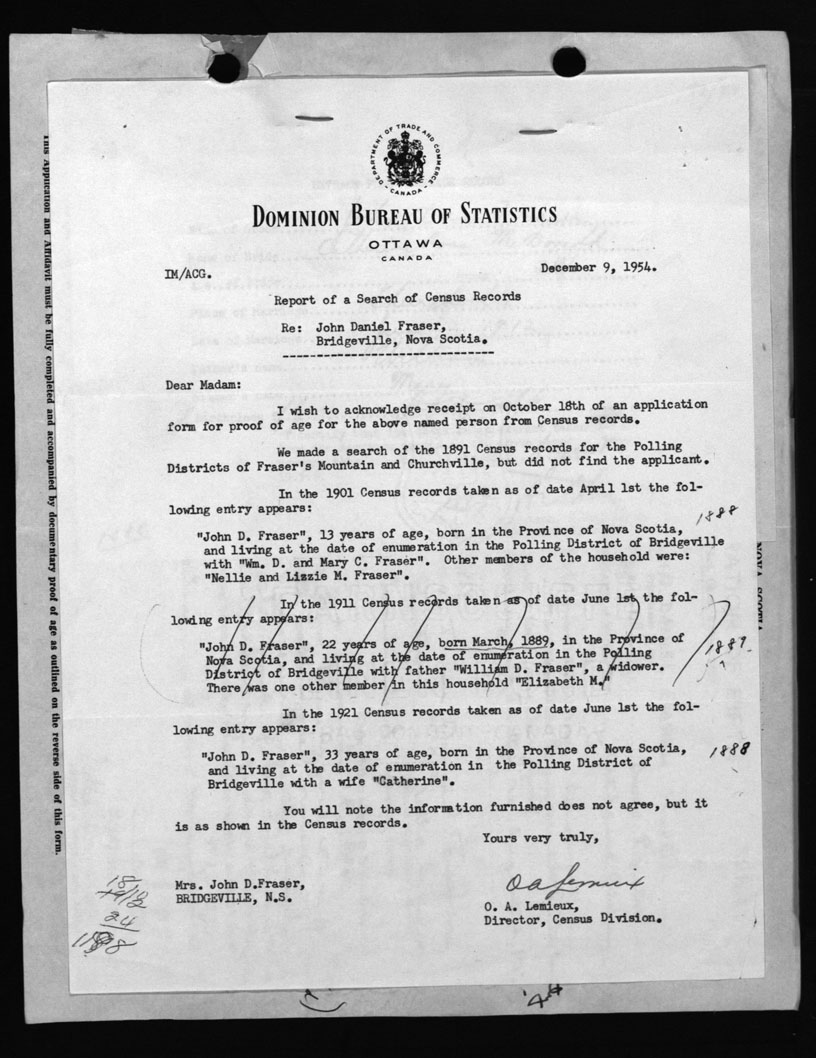 DEPARTMENT OF TRADE AND COMMERCE
CANADA
DOMINION BUREAU OF STATISTICS
OTTAWA
CANADA
IM/ACG.
December 9, 1954.
Report of a Search of Census Records
Re: John Daniel Fraser,
Bridgeville, Nova Scotia.
Dear Madam:
I wish to acknowledge receipt on October 18th of an application
form for proof of age for the above named person from Census records.
We made a search of the 1891 Census records for the Polling
Districts of Fraser's Mountain and Churchville, but did not find the applicant.
In the 1901 Census records taken as of date April 1st the fol-
lowing entry appears:
1888
"John D. Fraser", 13 years of age, born in the Province of Nova Scotia,
and living at the date of enumeration in the Polling District of Bridgeville
with "Wm. D. and Mary C. Fraser". Other members of the household were:
"Nellie and Lizzie M. Fraser".
In the 1911 Census records taken as of date June 1st the fol-
lowing entry appears:
"John D. Fraser", 22 years of age, born March, 1889, in the Province of
Nova Scotia, and living at the date of enumeration in the Polling
District of Bridgeville with father "William D. Fraser", a widower.
There was one other member in this household "Elizabeth M."
1889
?
In the 1921 Census records taken as of date June 1st the fol-
lowing entry appears:
"John D. Fraser", 33 years of age, born in the Province of Nova Scotia,
and living at the date of enumeration in the Polling District of
Bridgeville with a wife "Catherine".
1888
You will note the information furnished does not agree, but it
is as shown in the Census records.
Yours very truly,
O A Lemieux
Mrs. John D.Fraser,
BRIDGEVILLE, N.S.
O. A. Lemieux,
Director, Census Division.
18
24
This Application and Affidavit must be fully completed and accompanied by documentary proof of age as outlined on the reverse side of this form.
NOVA SCOTIA